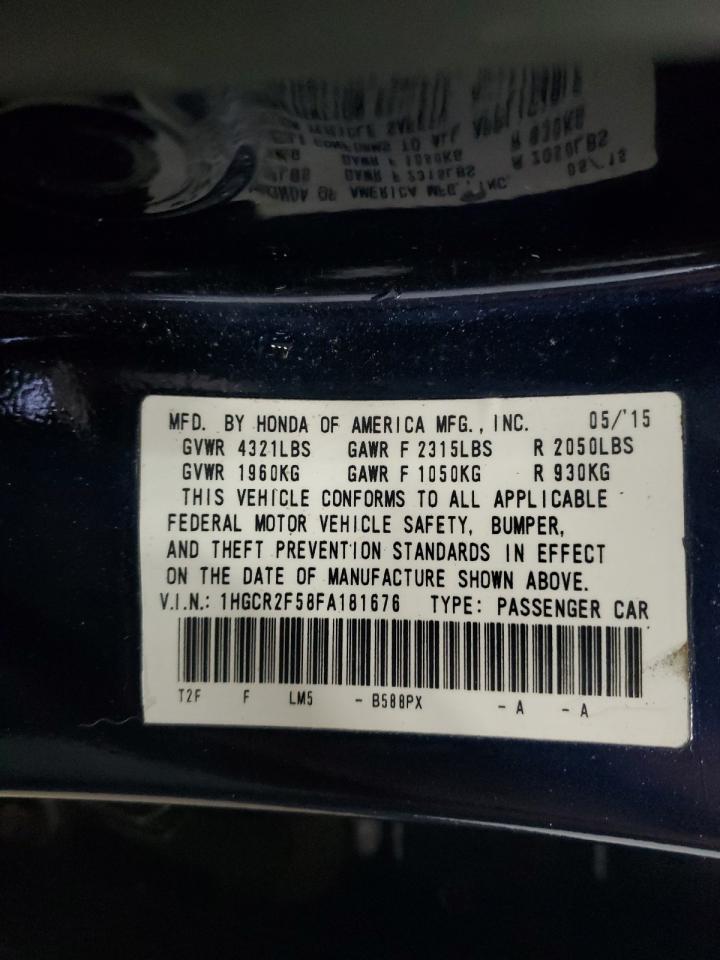 MFD. BY HONDA OF AMERICA MFG., INC. 05/'15
GVWR 4321LBS GAWR F 2315LBS R 2050LBS
GVWR 1960KG GAWR F 1050KG R 930KG
THIS VEHICLE CONFORMS TO ALL APPLICABLE
FEDERAL MOTOR VEHICLE SAFETY, BUMPER,
AND THEFT PREVENTION STANDARDS IN EFFECT
ON THE DATE OF MANUFACTURE SHOWN ABOVE.
V.I.N.: 1HGCR2F58FA181676 TYPE: PASSENGER CAR
T2F F LM5 - B588PX - A - A